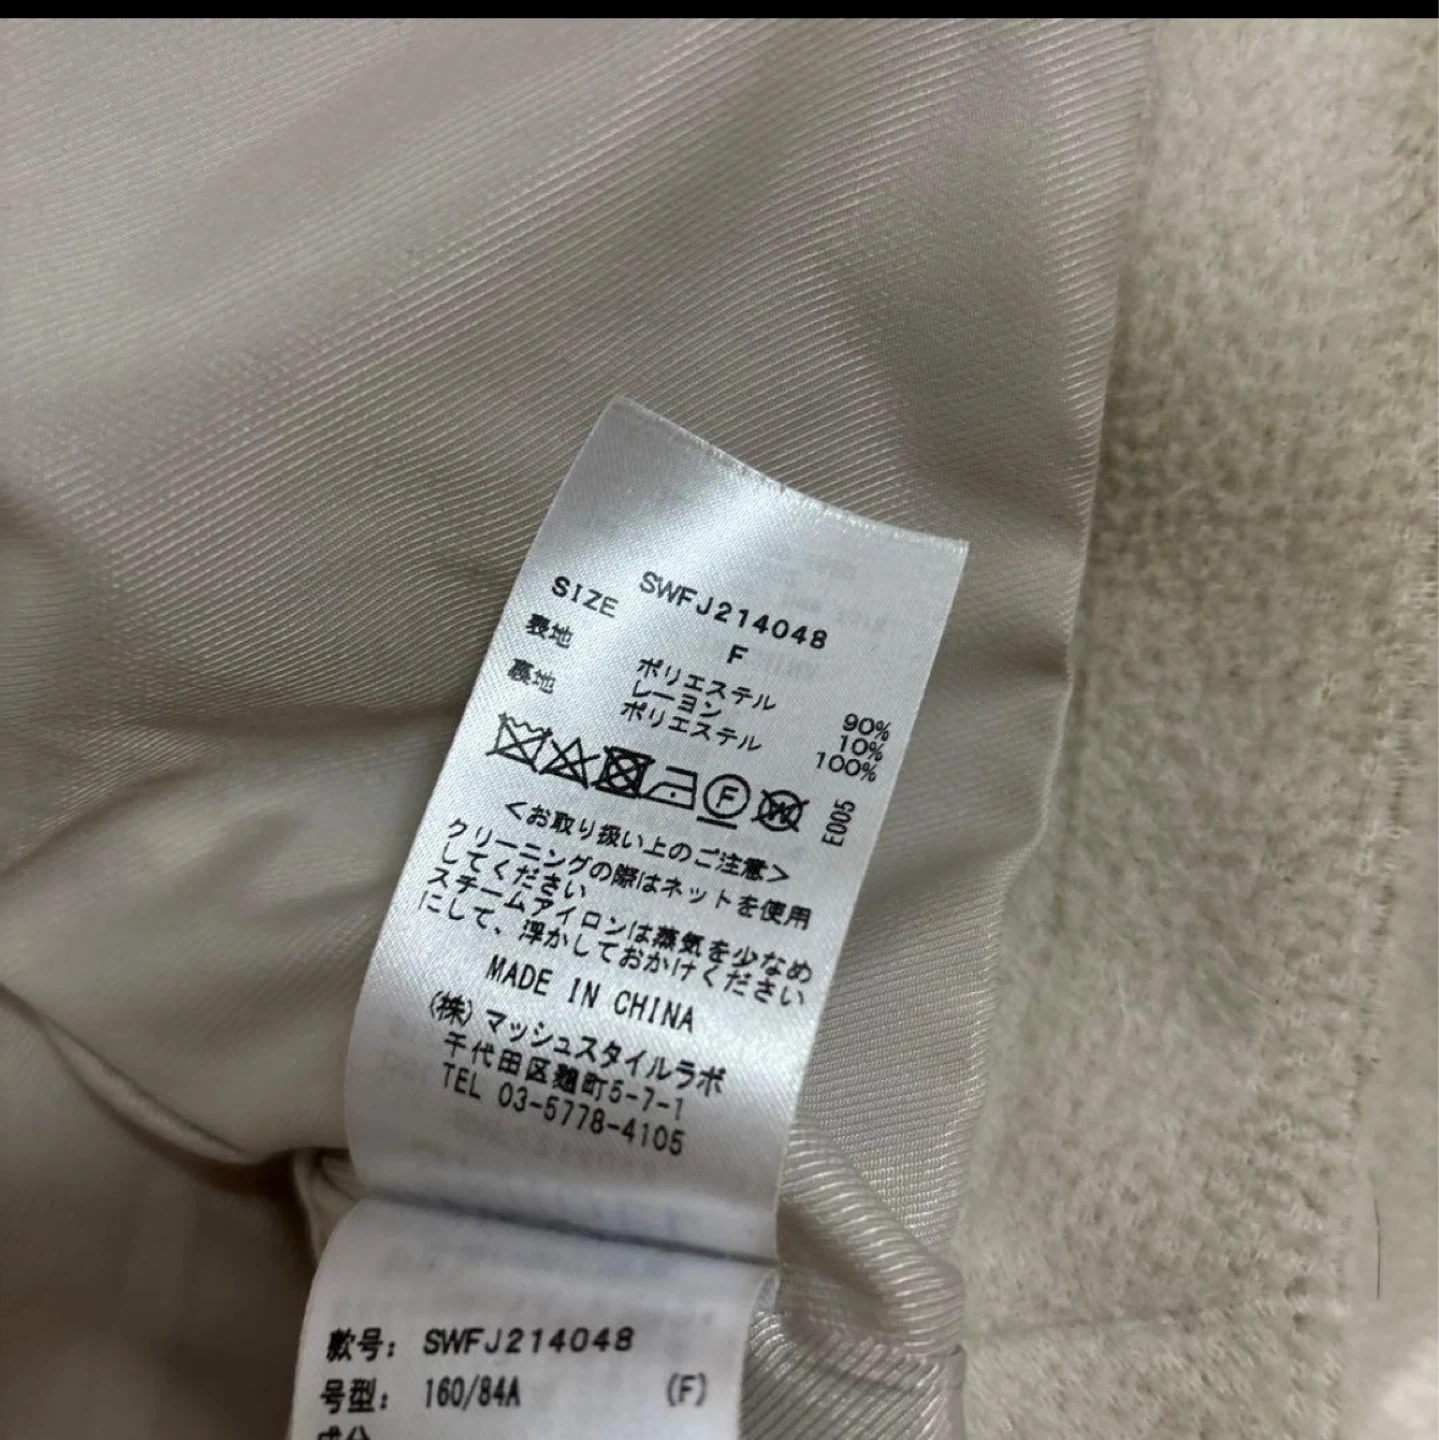 SWFJ214048
SIZE F
表地 ポリエステル 90%
レーヨン 10%
裏地 ポリエステル 100%
F
W
E005
<お取り扱い上のご注意>
クリーニングの際はネットを使用
してください
スチームアイロンは蒸気を少なめ
にして、浮かしておかけください
MADE IN CHINA
(株)マッシュスタイルラボ
千代田区麹町5-7-1
TEL 03-5778-4105
款号: SWFJ214048
号型: 160/84A (F)
成分